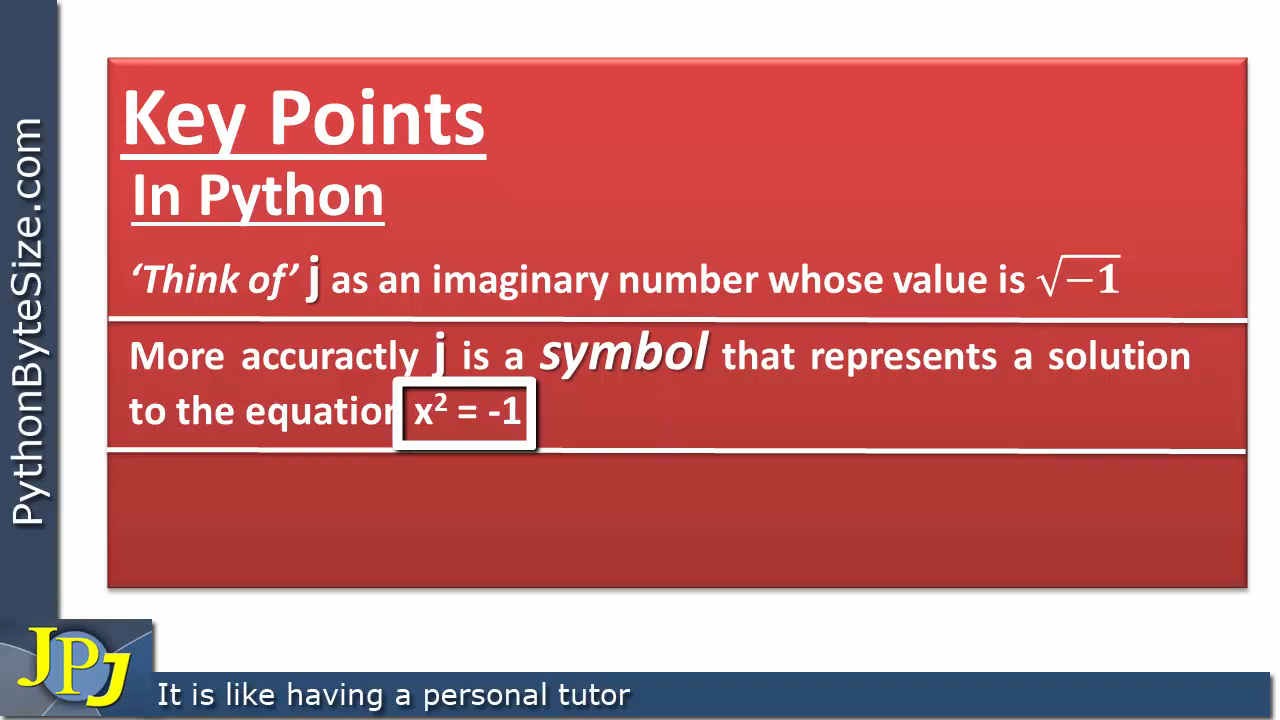 PythonByteSize.com
Key Points
In Python
‘Think of’ j as an imaginary number whose value is √−1
More accuractly j is a symbol that represents a solution
to the equation x² = -1
JPJ
It is like having a personal tutor